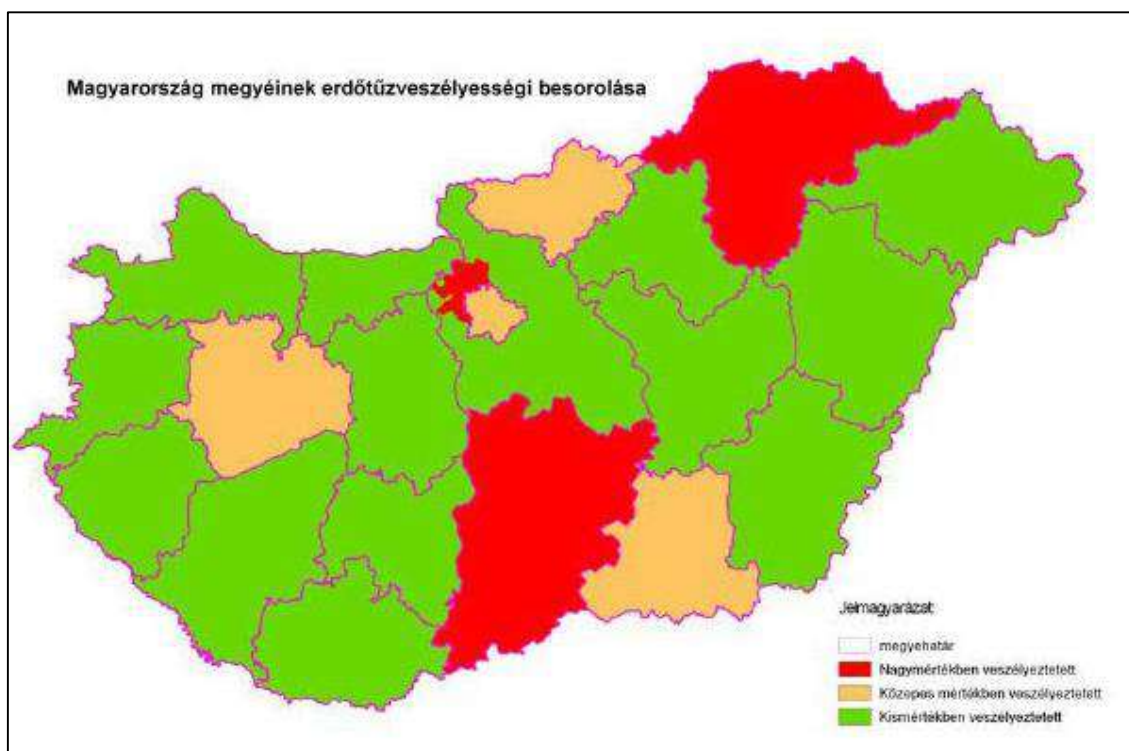 Magyarország megyéinek erdőtűzveszélyességi besorolása
Jelmagyarázat
megyehatár
Nagymértékben veszélyeztetett
Közepes mértékben veszélyeztetett
Kismértékben veszélyeztetett